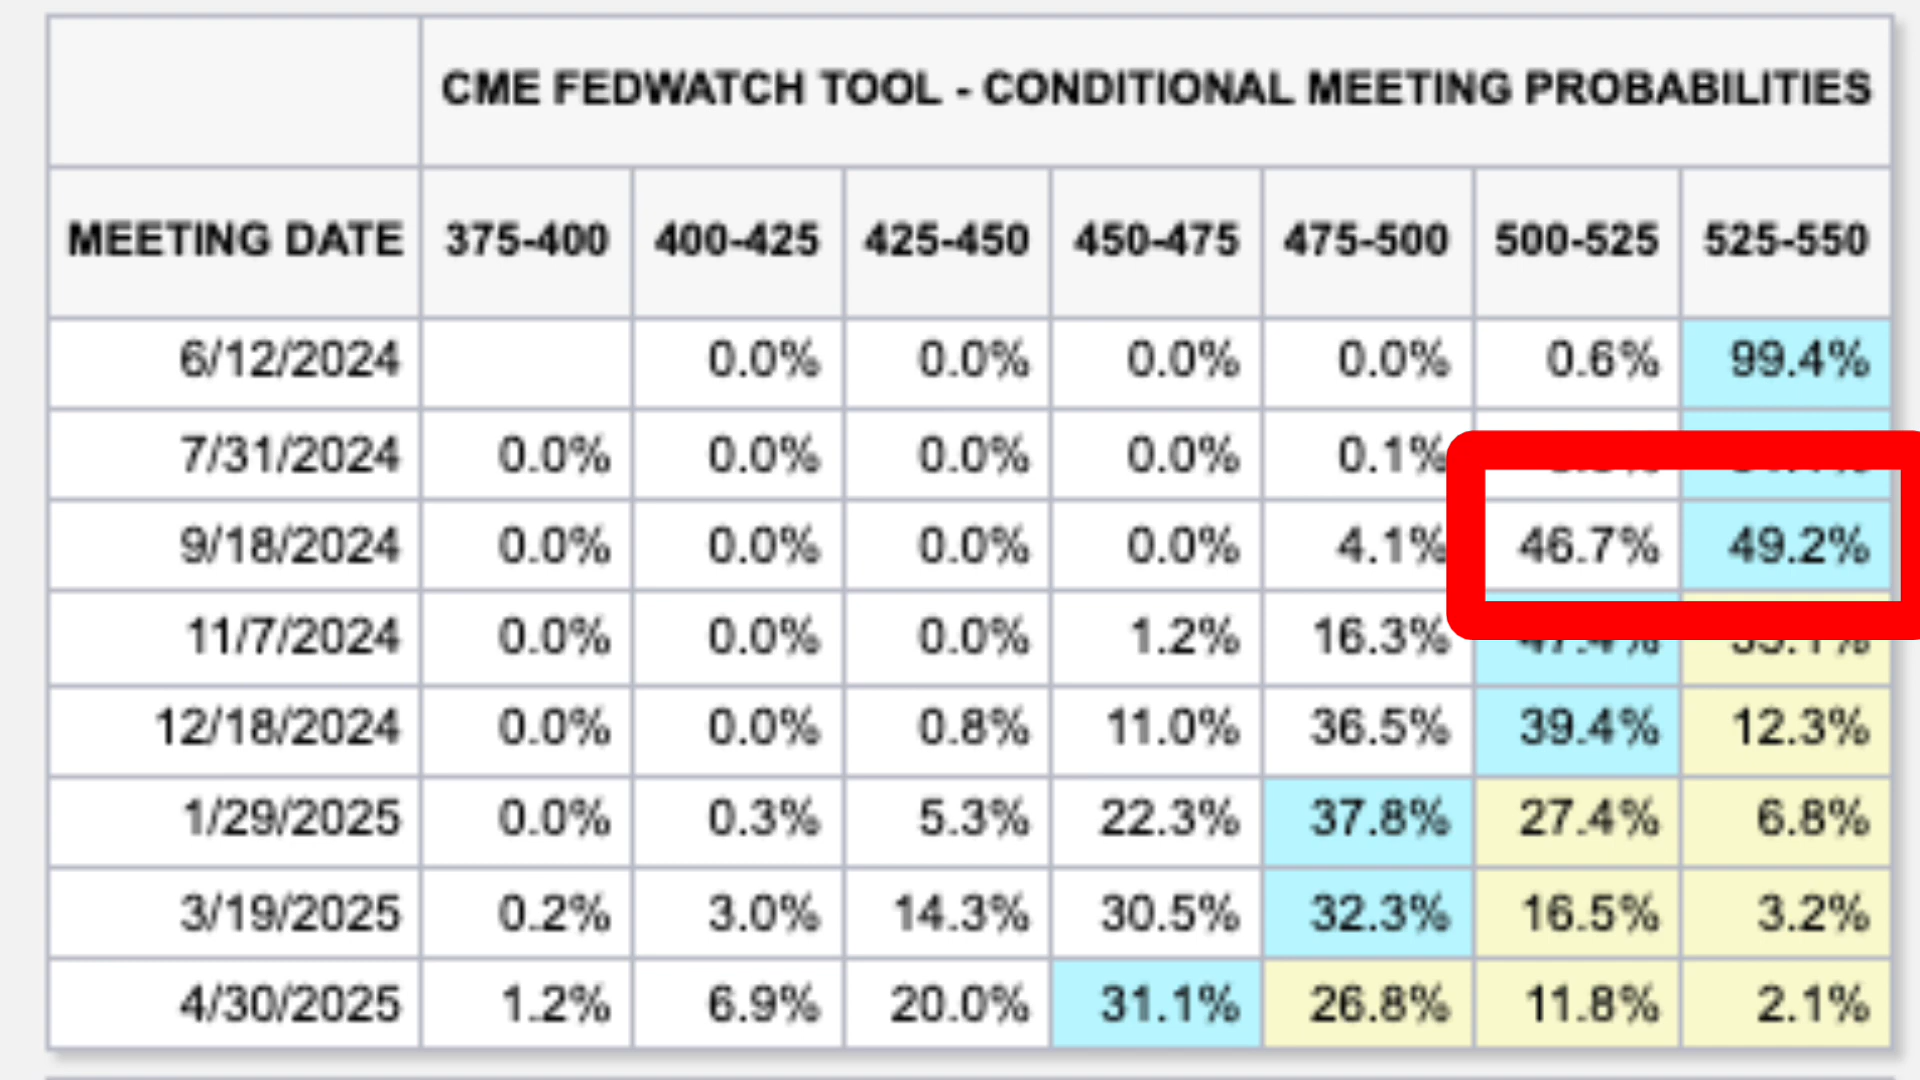 CME FEDWATCH TOOL - CONDITIONAL MEETING PROBABILITIES
MEETING DATE 375-400 400-425 425-450 450-475 475-500 500-525 525-550
6/12/2024 0.0% 0.0% 0.0% 0.0% 0.6% 99.4%
7/31/2024 0.0% 0.0% 0.0% 0.0% 0.1%
9/18/2024 0.0% 0.0% 0.0% 0.0% 4.1% 46.7% 49.2%
11/7/2024 0.0% 0.0% 0.0% 1.2% 16.3%
12/18/2024 0.0% 0.0% 0.8% 11.0% 36.5% 39.4% 12.3%
1/29/2025 0.0% 0.3% 5.3% 22.3% 37.8% 27.4% 6.8%
3/19/2025 0.2% 3.0% 14.3% 30.5% 32.3% 16.5% 3.2%
4/30/2025 1.2% 6.9% 20.0% 31.1% 26.8% 11.8% 2.1%